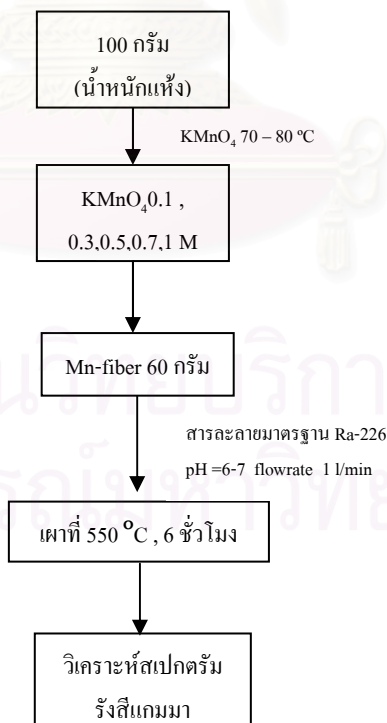 100 กรัม
(น้ำหนักแห้ง)
KMnO₄ 70 – 80 ºC
KMnO₄0.1 ,
0.3,0.5,0.7,1 M
Mn-fiber 60 กรัม
สารละลายมาตรฐาน Ra-226
pH =6-7 flowrate 1 l/min
เผาที่ 550 ⁰C , 6 ชั่วโมง
วิเคราะห์สเปกตรัม
รังสีแกมมา